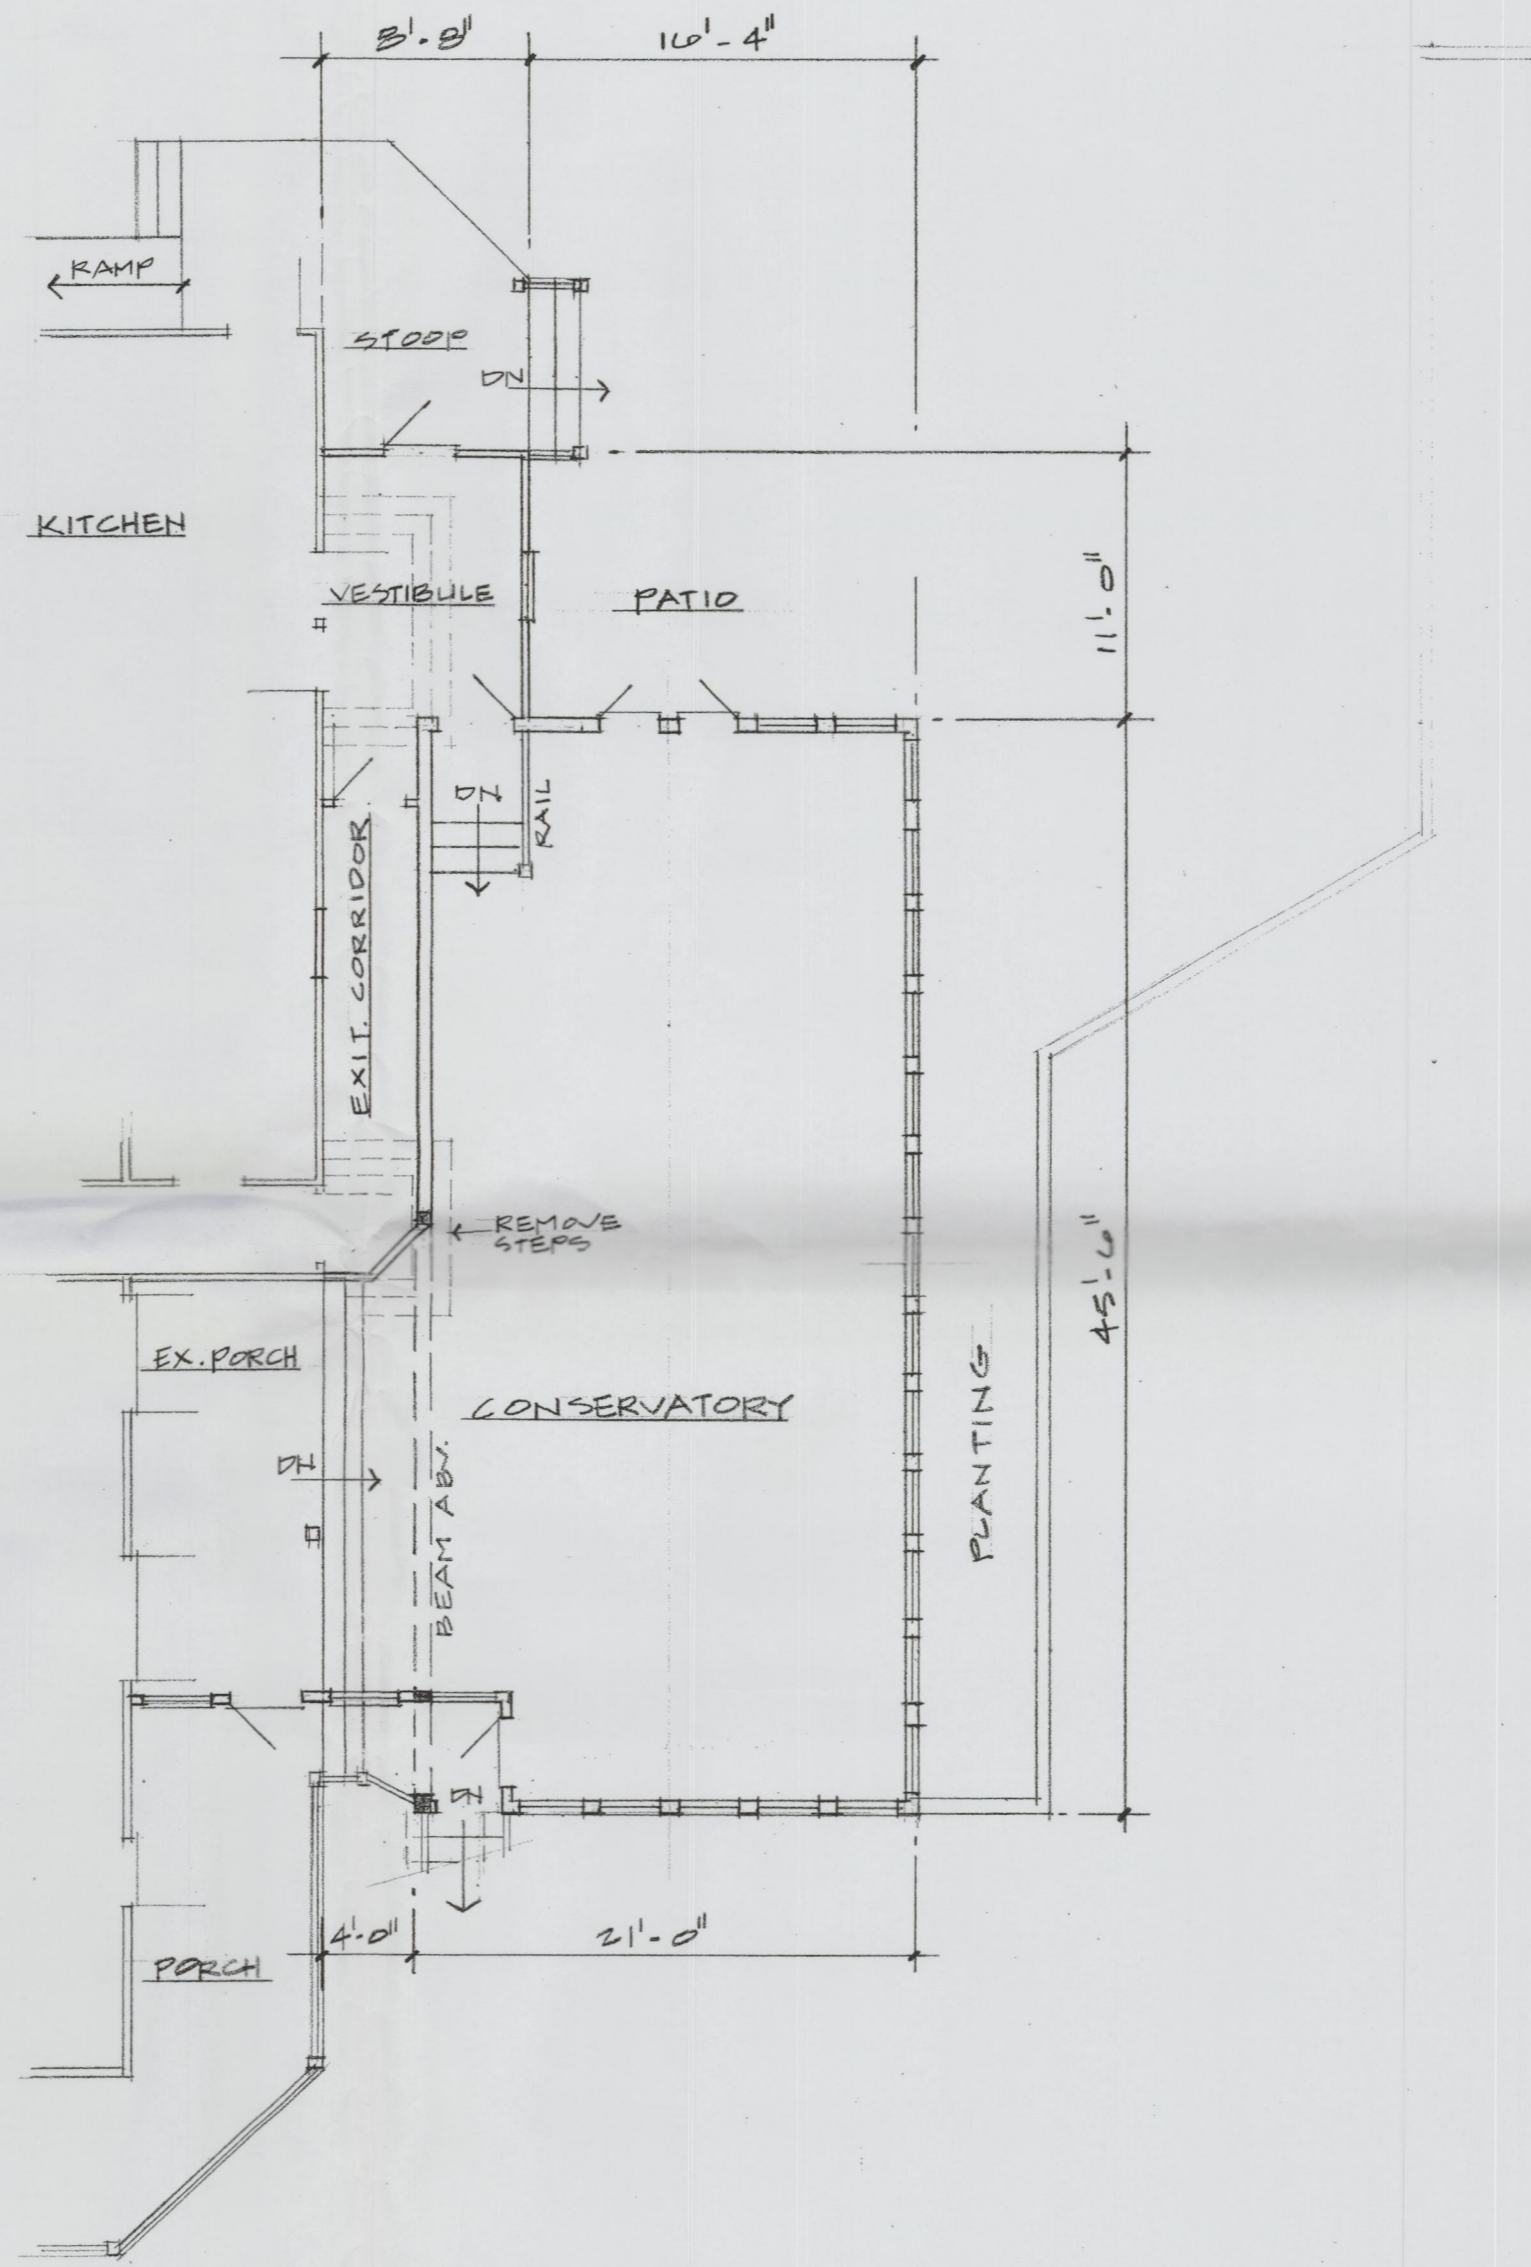 8'-8"
16'-4"
RAMP
STOOP
DN
KITCHEN
VESTIBULE
PATIO
11'-0"
DN
RAIL
EXIT. CORRIDOR
REMOVE
STEPS
45'-6"
EX. PORCH
CONSERVATORY
PLANTING
DN
BEAM ABV.
DN
4'-0"
21'-0"
PORCH